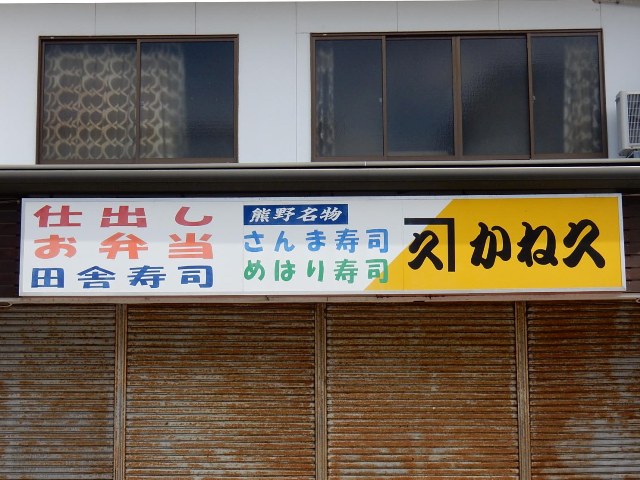 仕出し
お弁当
田舎寿司
熊野名物
さんま寿司
めはり寿司
久 かね久